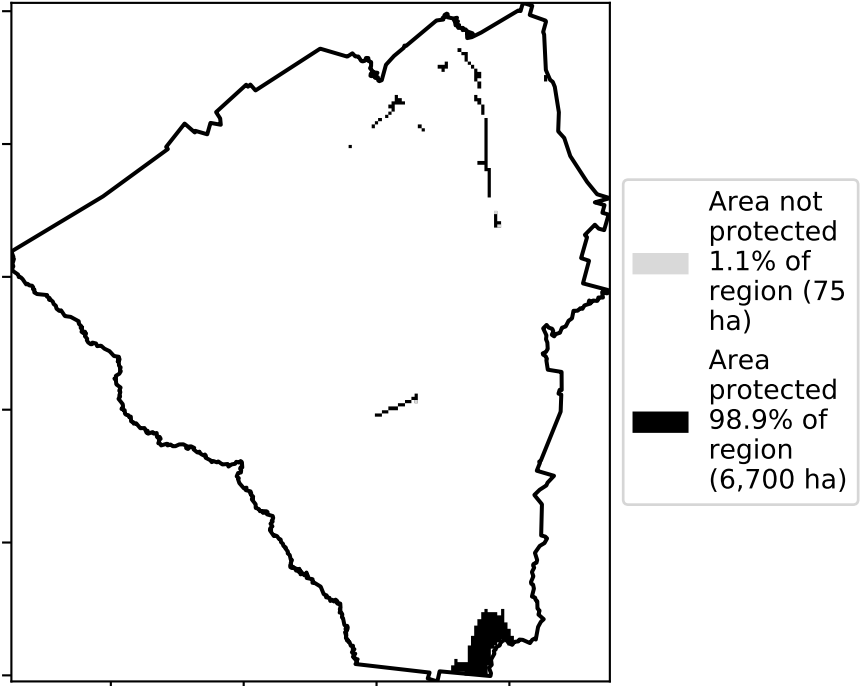 Area not
protected
1.1% of
region (75
ha)
Area
protected
98.9% of
region
(6,700 ha)